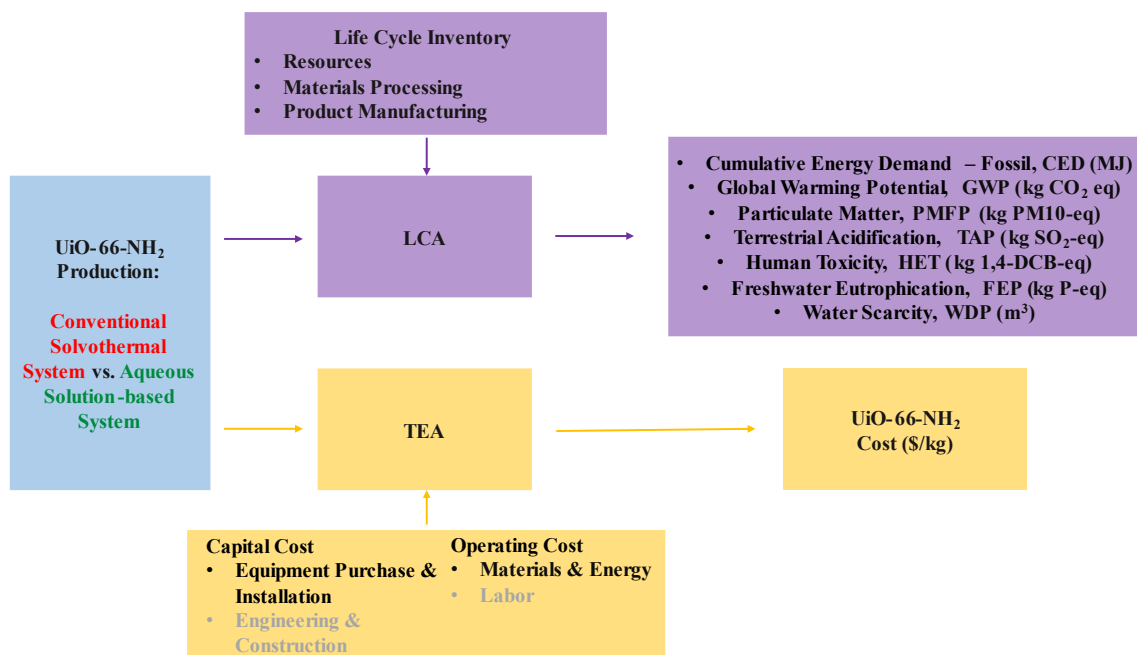 Life Cycle Inventory
• Resources
• Materials Processing
• Product Manufacturing
UiO-66-NH₂
Production:
Conventional
Solvothermal
System vs. Aqueous
Solution-based
System
LCA
• Cumulative Energy Demand – Fossil, CED (MJ)
• Global Warming Potential, GWP (kg CO₂ eq)
• Particulate Matter, PMFP (kg PM10-eq)
• Terrestrial Acidification, TAP (kg SO₂-eq)
• Human Toxicity, HET (kg 1,4-DCB-eq)
• Freshwater Eutrophication, FEP (kg P-eq)
• Water Scarcity, WDP (m³)
TEA
UiO-66-NH₂
Cost ($/kg)
Capital Cost
• Equipment Purchase &
Installation
• Engineering &
Construction
Operating Cost
• Materials & Energy
• Labor